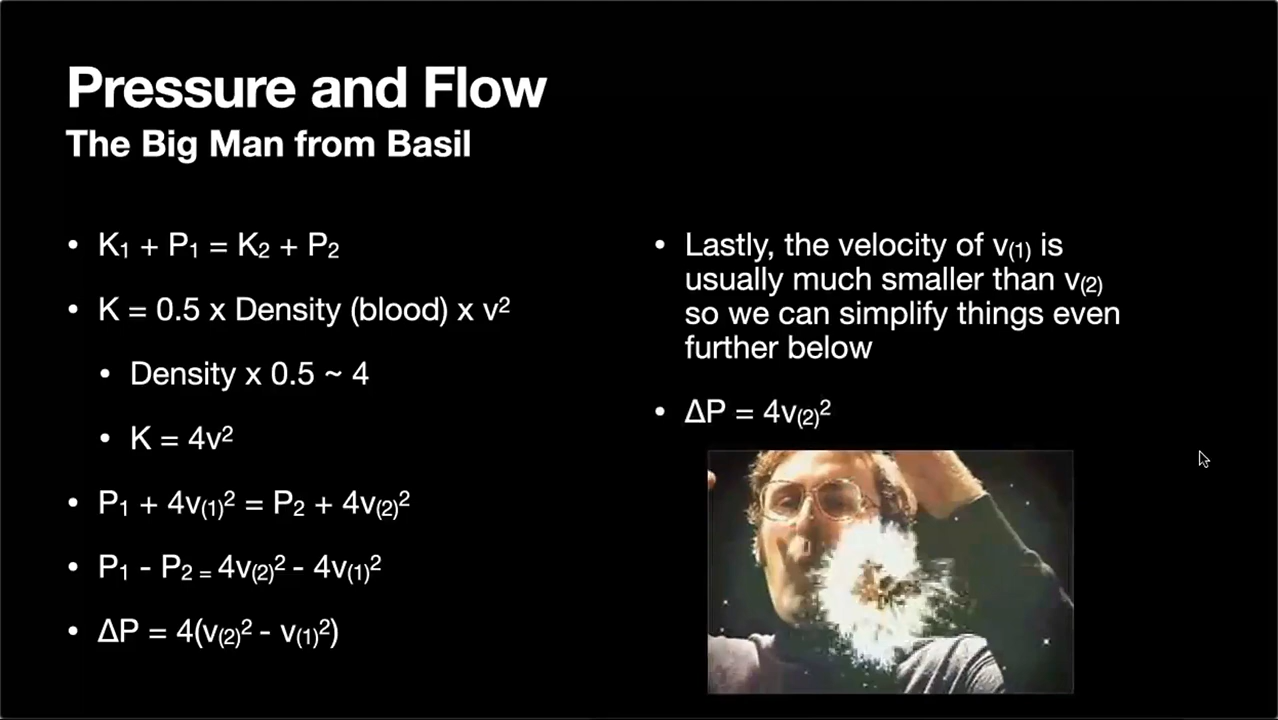 Pressure and Flow
The Big Man from Basil
• K₁ + P₁ = K₂ + P₂
• K = 0.5 x Density (blood) x v²
• Density x 0.5 ~ 4
• K = 4v²
• P₁ + 4v₍₁₎² = P₂ + 4v₍₂₎²
• P₁ - P₂ = 4v₍₂₎² - 4v₍₁₎²
• ΔP = 4(v₍₂₎² - v₍₁₎²)
• Lastly, the velocity of v₍₁₎ is
usually much smaller than v₍₂₎
so we can simplify things even
further below
• ΔP = 4v₍₂₎²